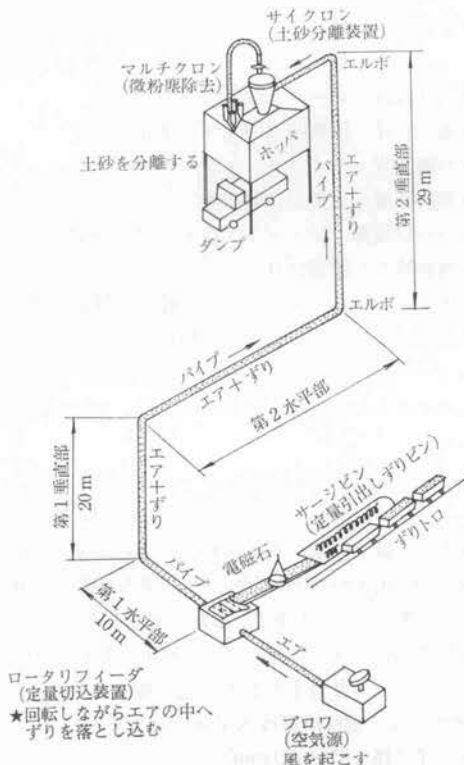 サイクロン
(土砂分離装置)
マルチクロン
(微粉塵除去)
エルボ
ホッパ
土砂を分離する
ダンプ
パイプ
エア+ずり
第2垂直部
29m
エルボ
パイプ
エア+ずり
第2水平部
第1垂直部
20m
エア+ずり
サージビン
(定量引出しずりビン)
ずりトロ
電磁石
パイプ
第1水平部
10m
エア
ロータリフィーダ
(定量切込装置)
★回転しながらエアの中へ
ずりを落とし込む
ブロワ
(空気源)
風を起こす